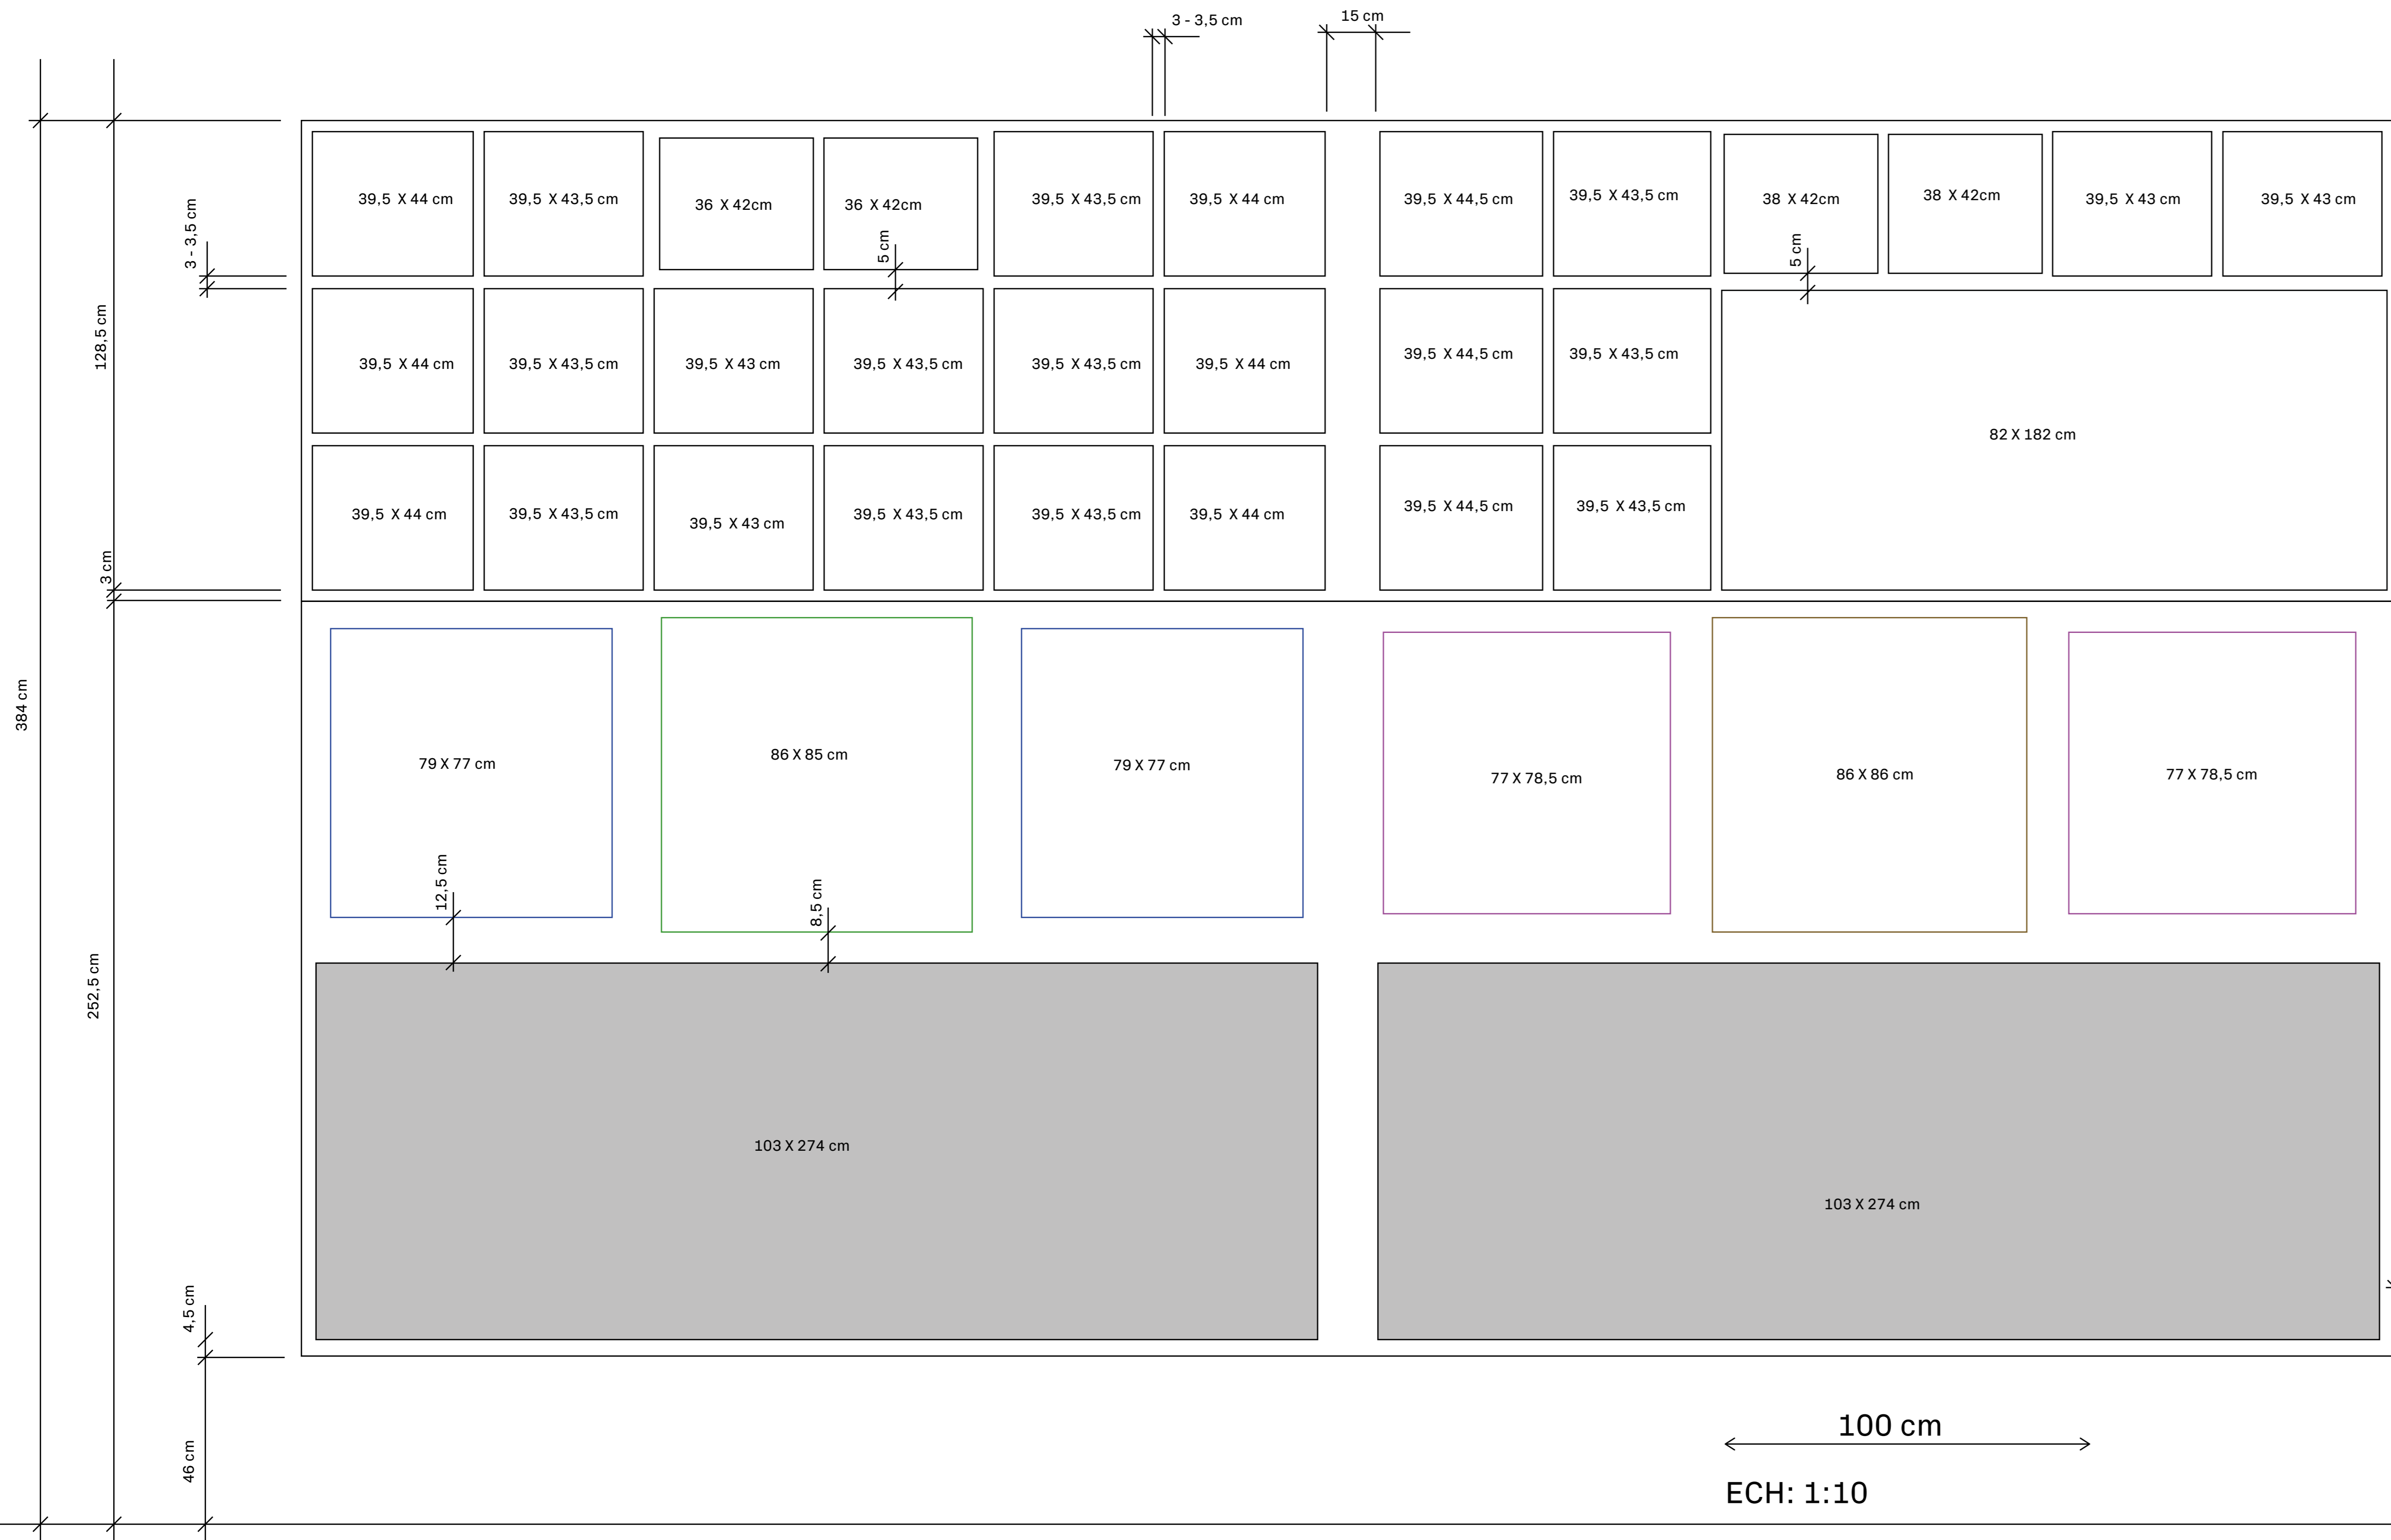 3 - 3,5 cm
15 cm
39,5  X 44 cm
39,5  X 43,5 cm
36  X 42cm
36  X 42cm
39,5  X 43,5 cm
39,5  X 44 cm
39,5  X 44,5 cm
39,5  X 43,5 cm
38  X 42cm
38  X 42cm
39,5  X 43 cm
39,5  X 43 cm
3 - 3,5 cm
5 cm
5 cm
128,5 cm
39,5  X 44 cm
39,5  X 43,5 cm
39,5  X 43 cm
39,5  X 43,5 cm
39,5  X 43,5 cm
39,5  X 44 cm
39,5  X 44,5 cm
39,5  X 43,5 cm
82 X 182 cm
39,5  X 44 cm
39,5  X 43,5 cm
39,5  X 43 cm
39,5  X 43,5 cm
39,5  X 43,5 cm
39,5  X 44 cm
39,5  X 44,5 cm
39,5  X 43,5 cm
3 cm
384 cm
79 X 77 cm
86 X 85 cm
79 X 77 cm
77 X 78,5 cm
86 X 86 cm
77 X 78,5 cm
12,5 cm
8,5 cm
252,5 cm
103 X 274 cm
103 X 274 cm
4,5 cm
46 cm
100 cm
ECH: 1:10